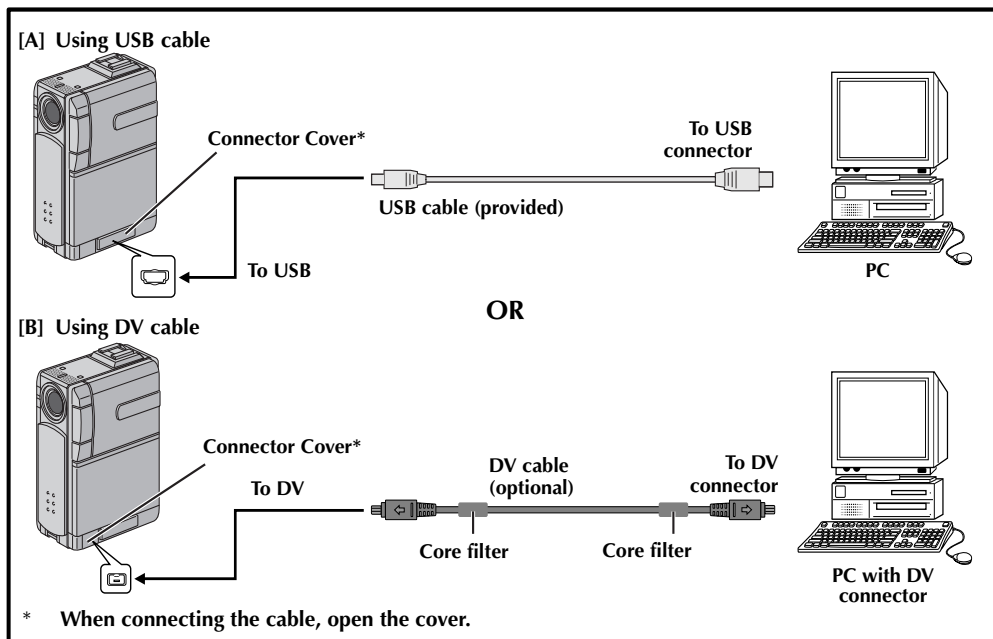 [A] Using USB cable
Connector Cover*
To USB
connector
USB cable (provided)
To USB
PC
OR
[B] Using DV cable
Connector Cover*
To DV
DV cable
(optional)
To DV
connector
Core filter
Core filter
PC with DV
connector
* When connecting the cable, open the cover.